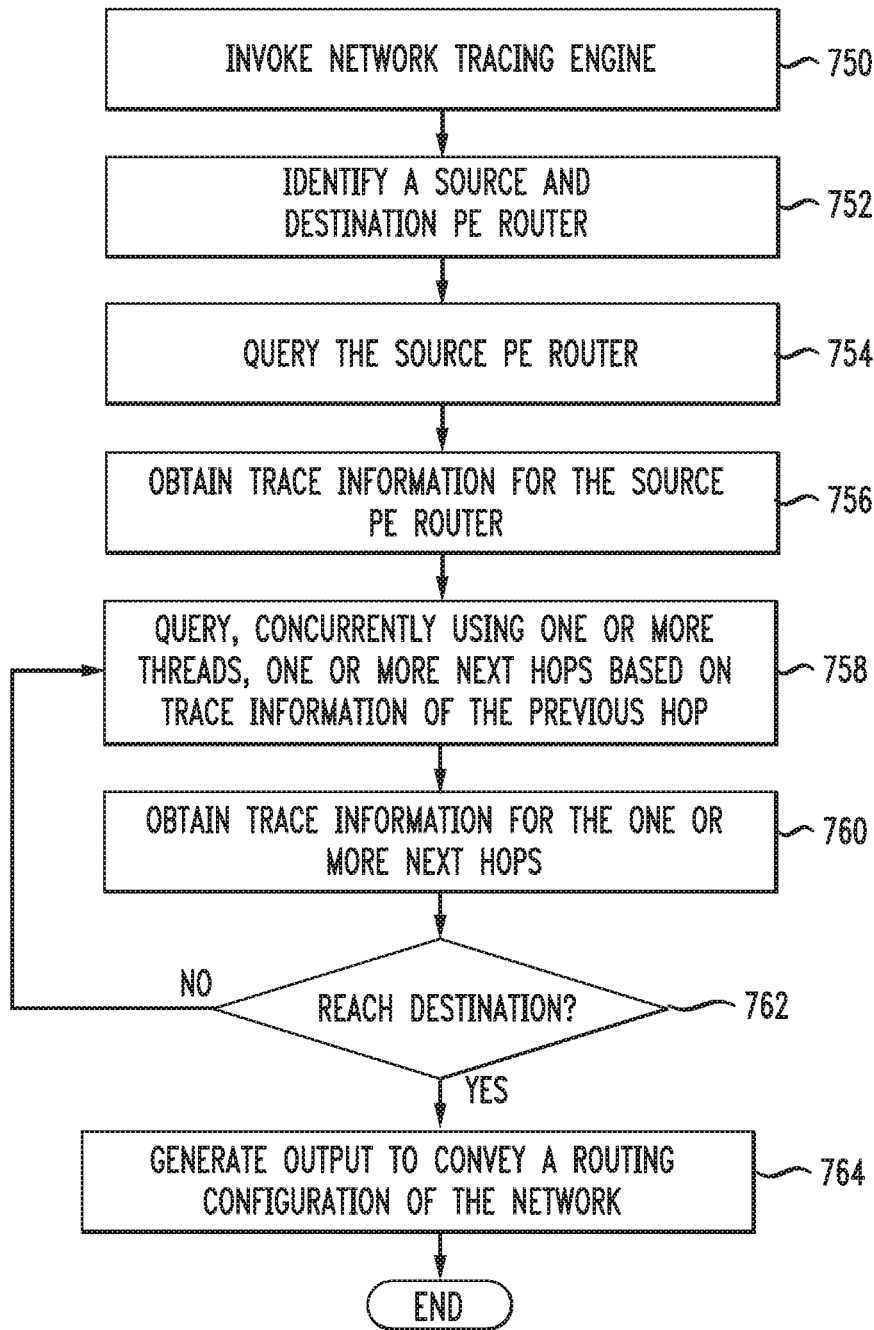 INVOKE NETWORK TRACING ENGINE
750
IDENTIFY A SOURCE AND
DESTINATION PE ROUTER
752
QUERY THE SOURCE PE ROUTER
754
OBTAIN TRACE INFORMATION FOR THE SOURCE
PE ROUTER
756
QUERY, CONCURRENTLY USING ONE OR MORE
THREADS, ONE OR MORE NEXT HOPS BASED ON
TRACE INFORMATION OF THE PREVIOUS HOP
758
OBTAIN TRACE INFORMATION FOR THE ONE OR
MORE NEXT HOPS
760
NO
REACH DESTINATION?
762
YES
GENERATE OUTPUT TO CONVEY A ROUTING
CONFIGURATION OF THE NETWORK
764
END